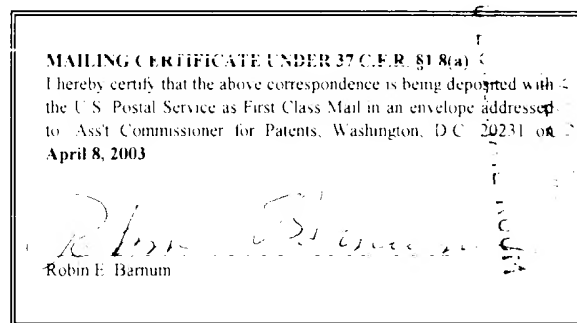 MAILING CERTIFICATE UNDER 37 C.F.R. §1.8(a)
I hereby certify that the above correspondence is being deposited with
the U.S. Postal Service as First Class Mail in an envelope addressed
to Ass't Commissioner for Patents, Washington, D.C. 20231 on
April 8, 2003
Robin E. Barnum
Robin E. Barnum